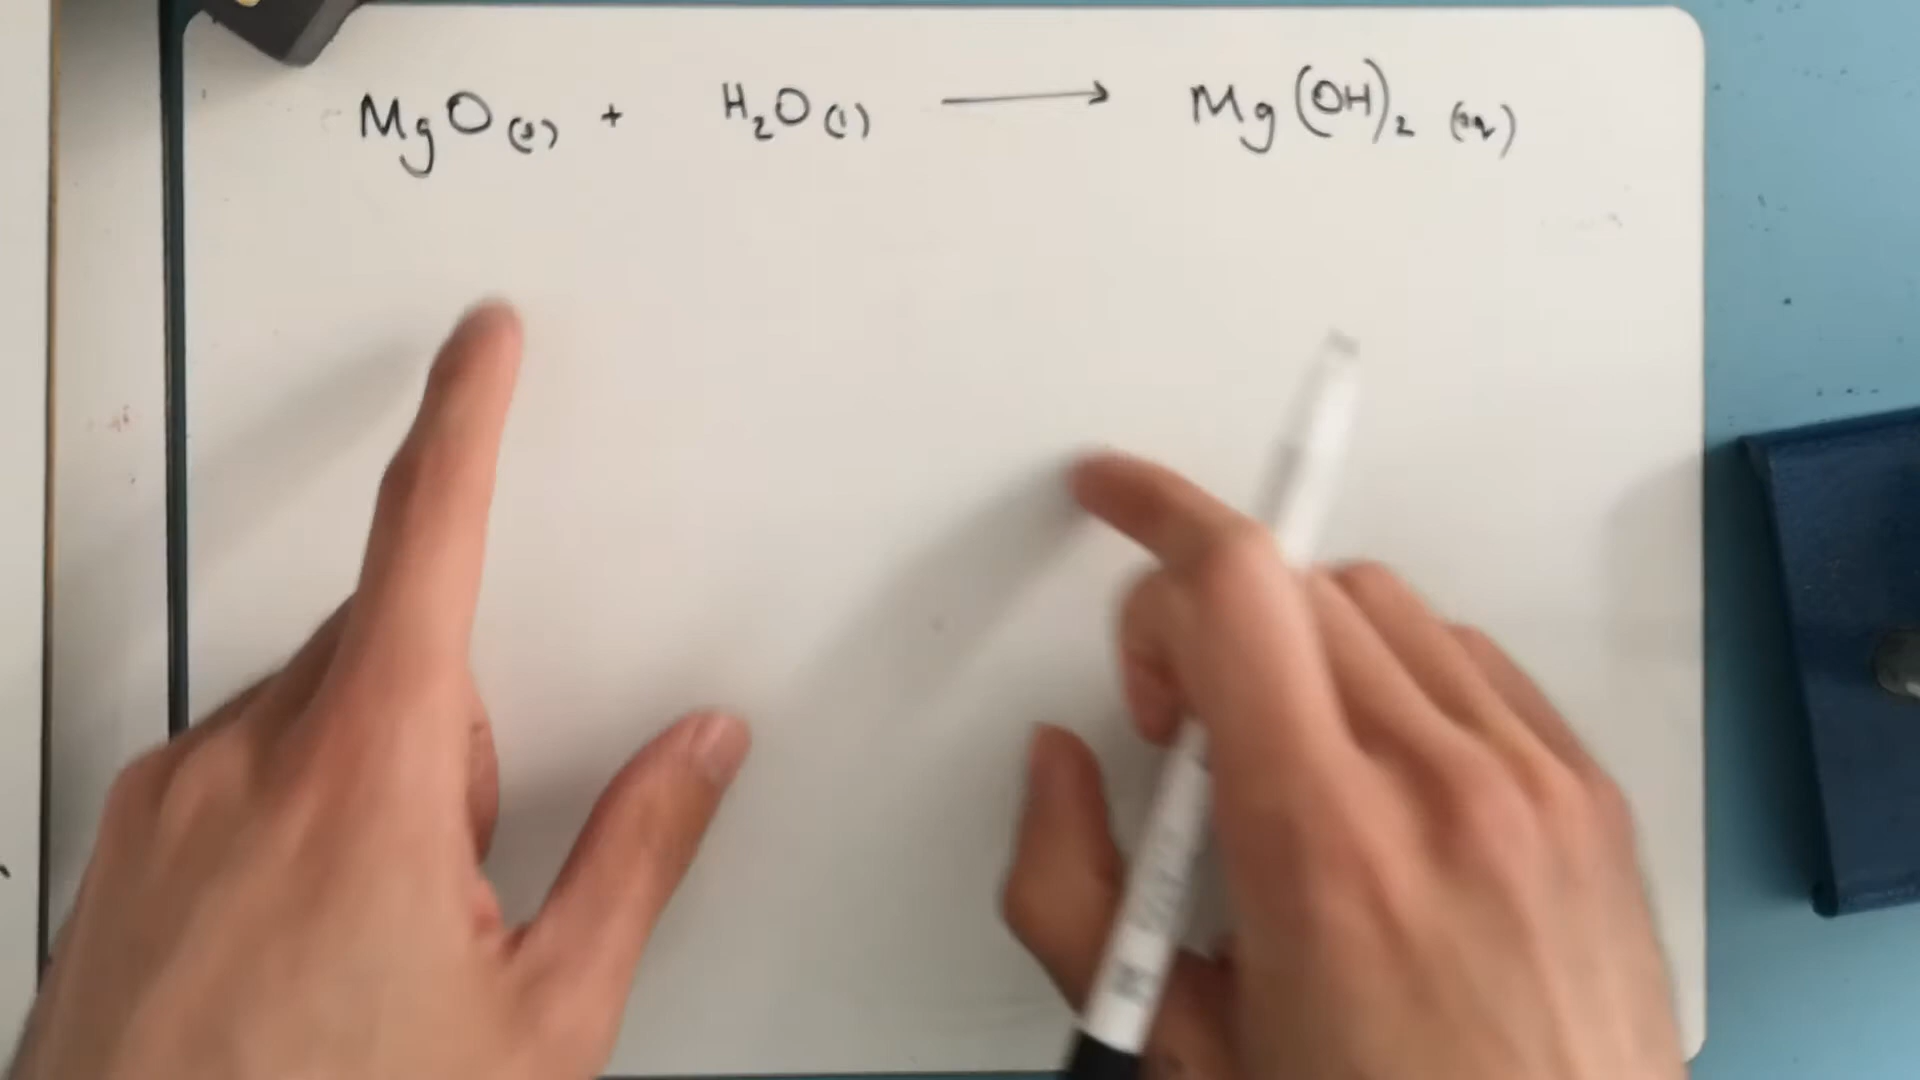 MgO(s) + H₂O(l) ⟶ Mg(OH)₂ (aq)